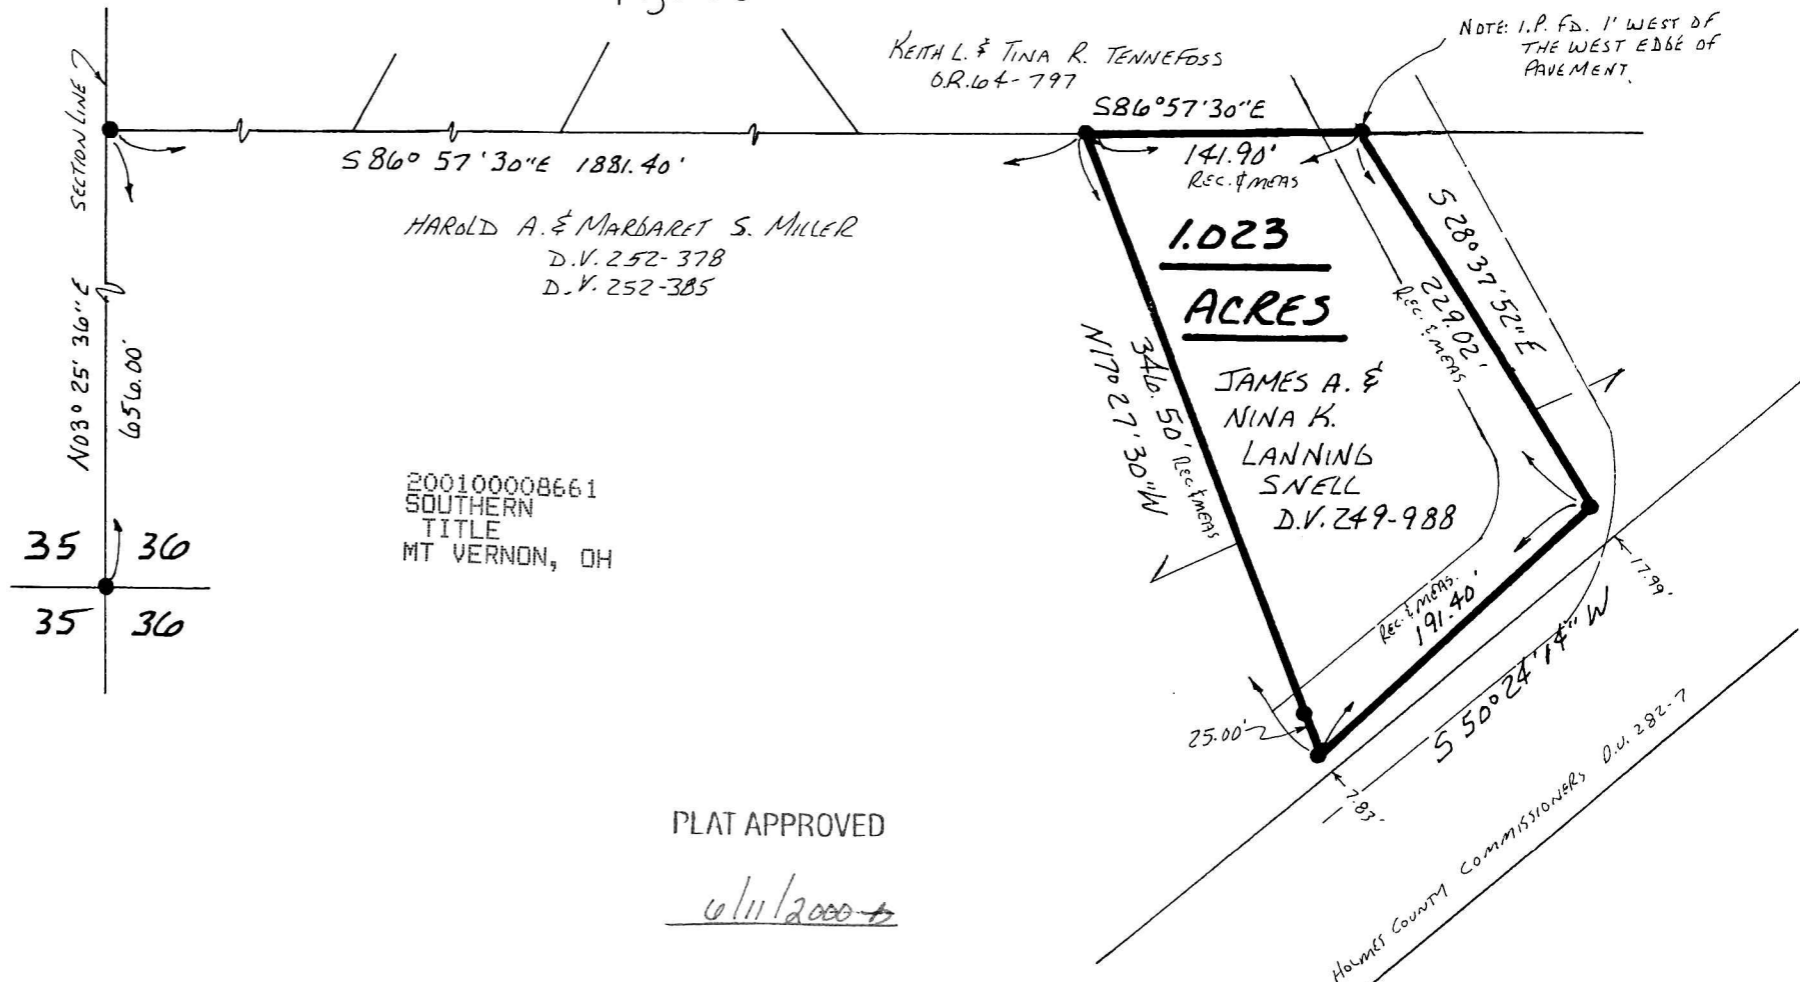 NOTE: I.P. FD. 1' WEST OF
THE WEST EDGE OF
PAVEMENT.
KEITH L. & TINA R. TENNEFOSS
O.R. 64-797
SECTION LINE
S86°57'30"E
141.90'
REC. & MEAS
S 86° 57' 30"E 1881.40'
HAROLD A. & MARGARET S. MILLER
D.V. 252-378
D.V. 252-385
1.023
ACRES
S 28°37'52"E
229.02'
REC. & MEAS
N03° 25' 36"E
656.00'
346.50' REC & MEAS
N17°27'30"W
JAMES A. &
NINA K.
LANNING
SNELL
D.V. 249-988
200100008661
SOUTHERN
TITLE
MT VERNON, OH
35 36
35 36
REC. & MEAS.
191.40'
17.99'
S 50°24'14" W
25.00'
7.83'
HOLMES COUNTY COMMISSIONERS D.V. 282-7
PLAT APPROVED
6/11/2000